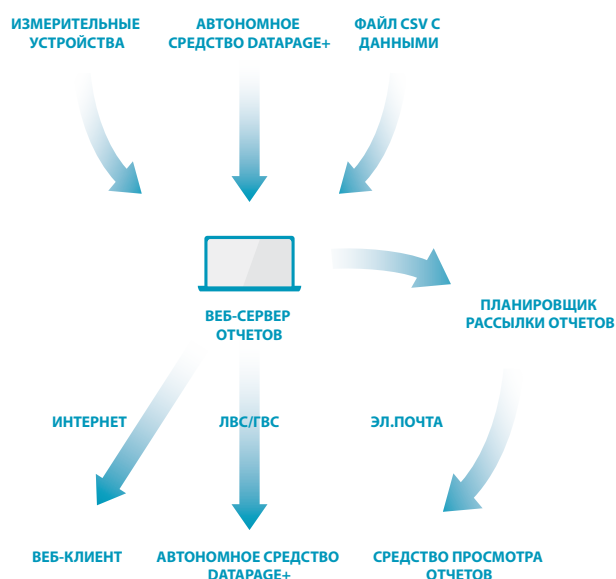 ИЗМЕРИТЕЛЬНЫЕ
УСТРОЙСТВА
АВТОНОМНОЕ
СРЕДСТВО DATAPAGE+
ФАЙЛ CSV С
ДАННЫМИ
ВЕБ-СЕРВЕР
ОТЧЕТОВ
ПЛАНИРОВЩИК
РАССЫЛКИ ОТЧЕТОВ
ИНТЕРНЕТ
ЛВС/ГВС
ЭЛ.ПОЧТА
ВЕБ-КЛИЕНТ
АВТОНОМНОЕ СРЕДСТВО
DATAPAGE+
СРЕДСТВО ПРОСМОТРА
ОТЧЕТОВ